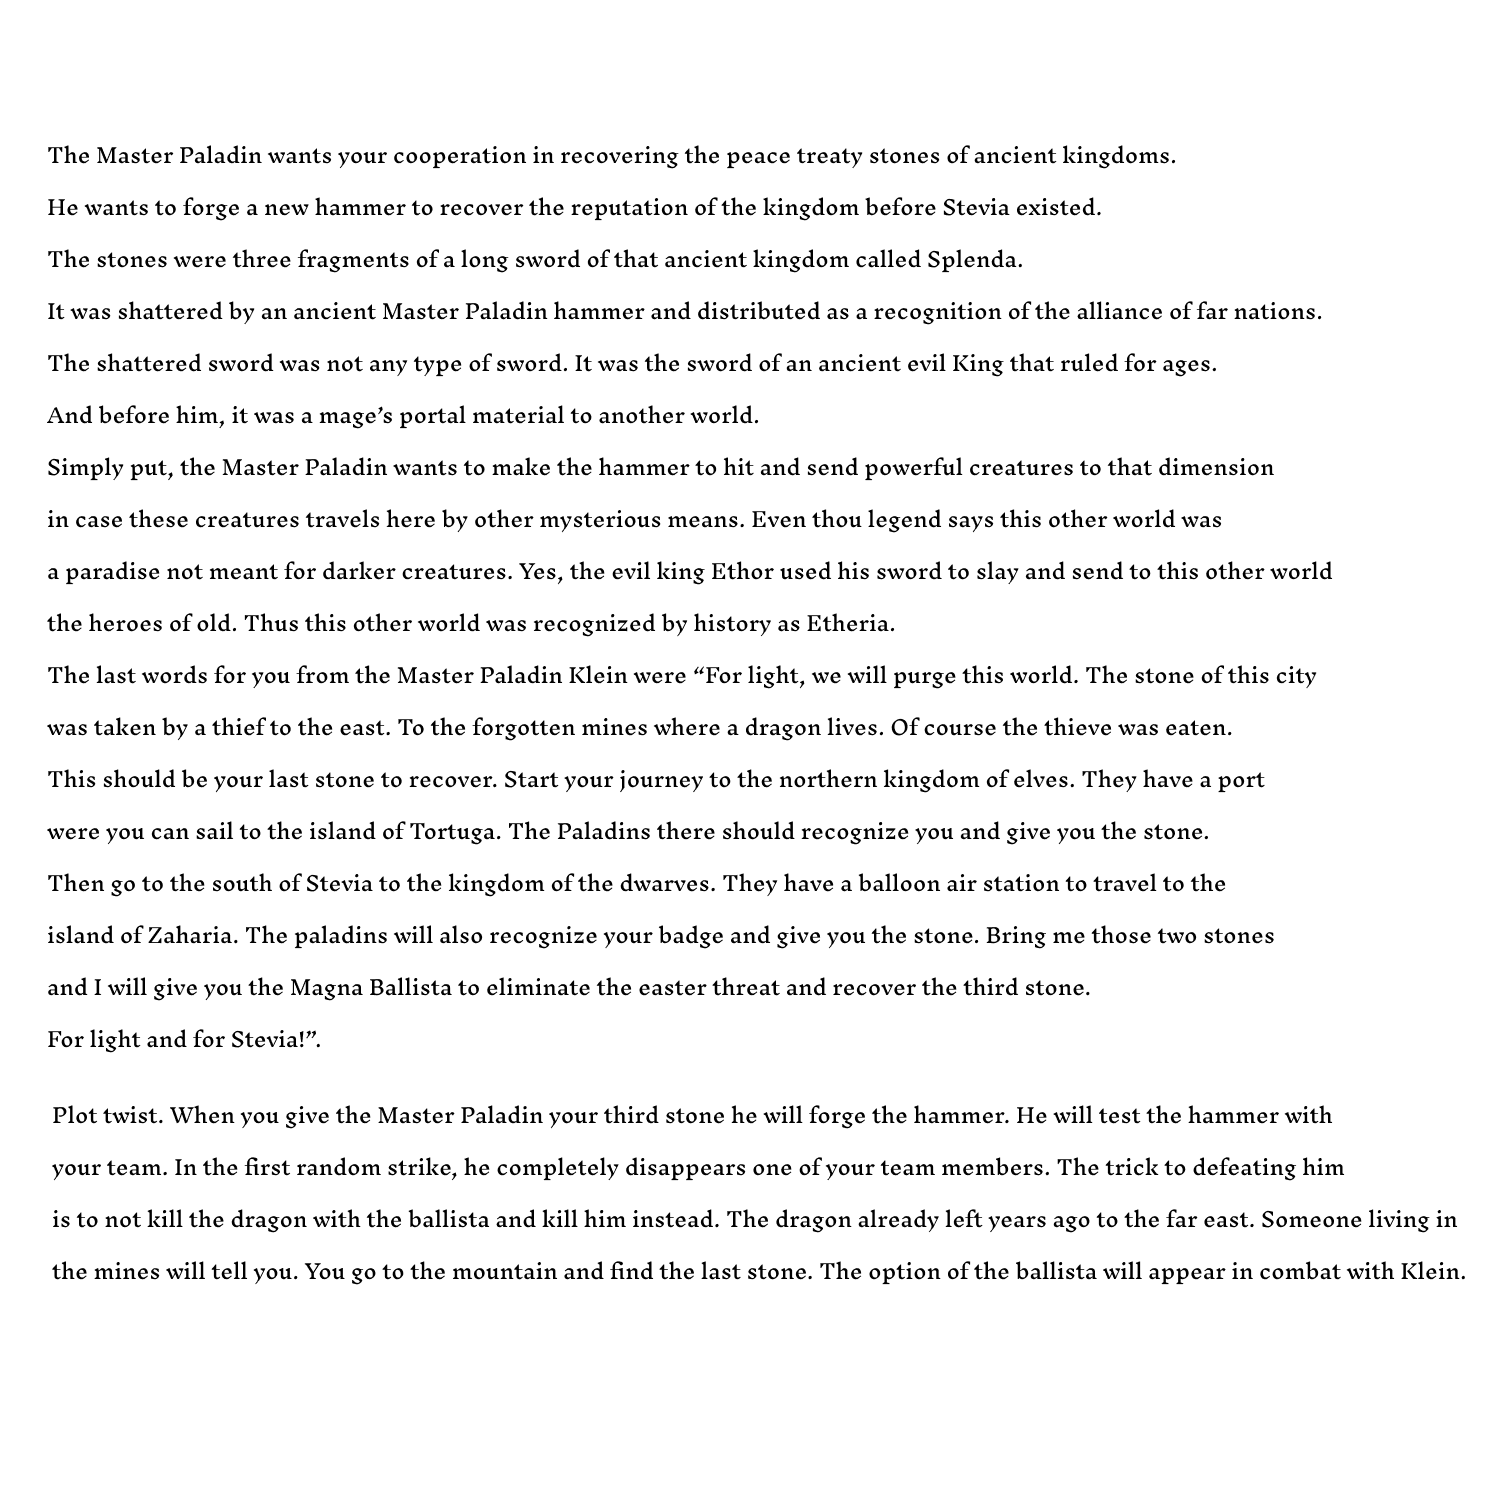 The Master Paladin wants your cooperation in recovering the peace treaty stones of ancient kingdoms.
He wants to forge a new hammer to recover the reputation of the kingdom before Stevia existed.
The stones were three fragments of a long sword of that ancient kingdom called Splenda.
It was shattered by an ancient Master Paladin hammer and distributed as a recognition of the alliance of far nations.
The shattered sword was not any type of sword. It was the sword of an ancient evil King that ruled for ages.
And before him, it was a mage’s portal material to another world.
Simply put, the Master Paladin wants to make the hammer to hit and send powerful creatures to that dimension
in case these creatures travels here by other mysterious means. Even thou legend says this other world was
a paradise not meant for darker creatures. Yes, the evil king Ethor used his sword to slay and send to this other world
the heroes of old. Thus this other world was recognized by history as Etheria.
The last words for you from the Master Paladin Klein were “For light, we will purge this world. The stone of this city
was taken by a thief to the east. To the forgotten mines where a dragon lives. Of course the thieve was eaten.
This should be your last stone to recover. Start your journey to the northern kingdom of elves. They have a port
were you can sail to the island of Tortuga. The Paladins there should recognize you and give you the stone.
Then go to the south of Stevia to the kingdom of the dwarves. They have a balloon air station to travel to the
island of Zaharia. The paladins will also recognize your badge and give you the stone. Bring me those two stones
and I will give you the Magna Ballista to eliminate the easter threat and recover the third stone.
For light and for Stevia!”.
Plot twist. When you give the Master Paladin your third stone he will forge the hammer. He will test the hammer with
your team. In the first random strike, he completely disappears one of your team members. The trick to defeating him
is to not kill the dragon with the ballista and kill him instead. The dragon already left years ago to the far east. Someone living in
the mines will tell you. You go to the mountain and find the last stone. The option of the ballista will appear in combat with Klein.